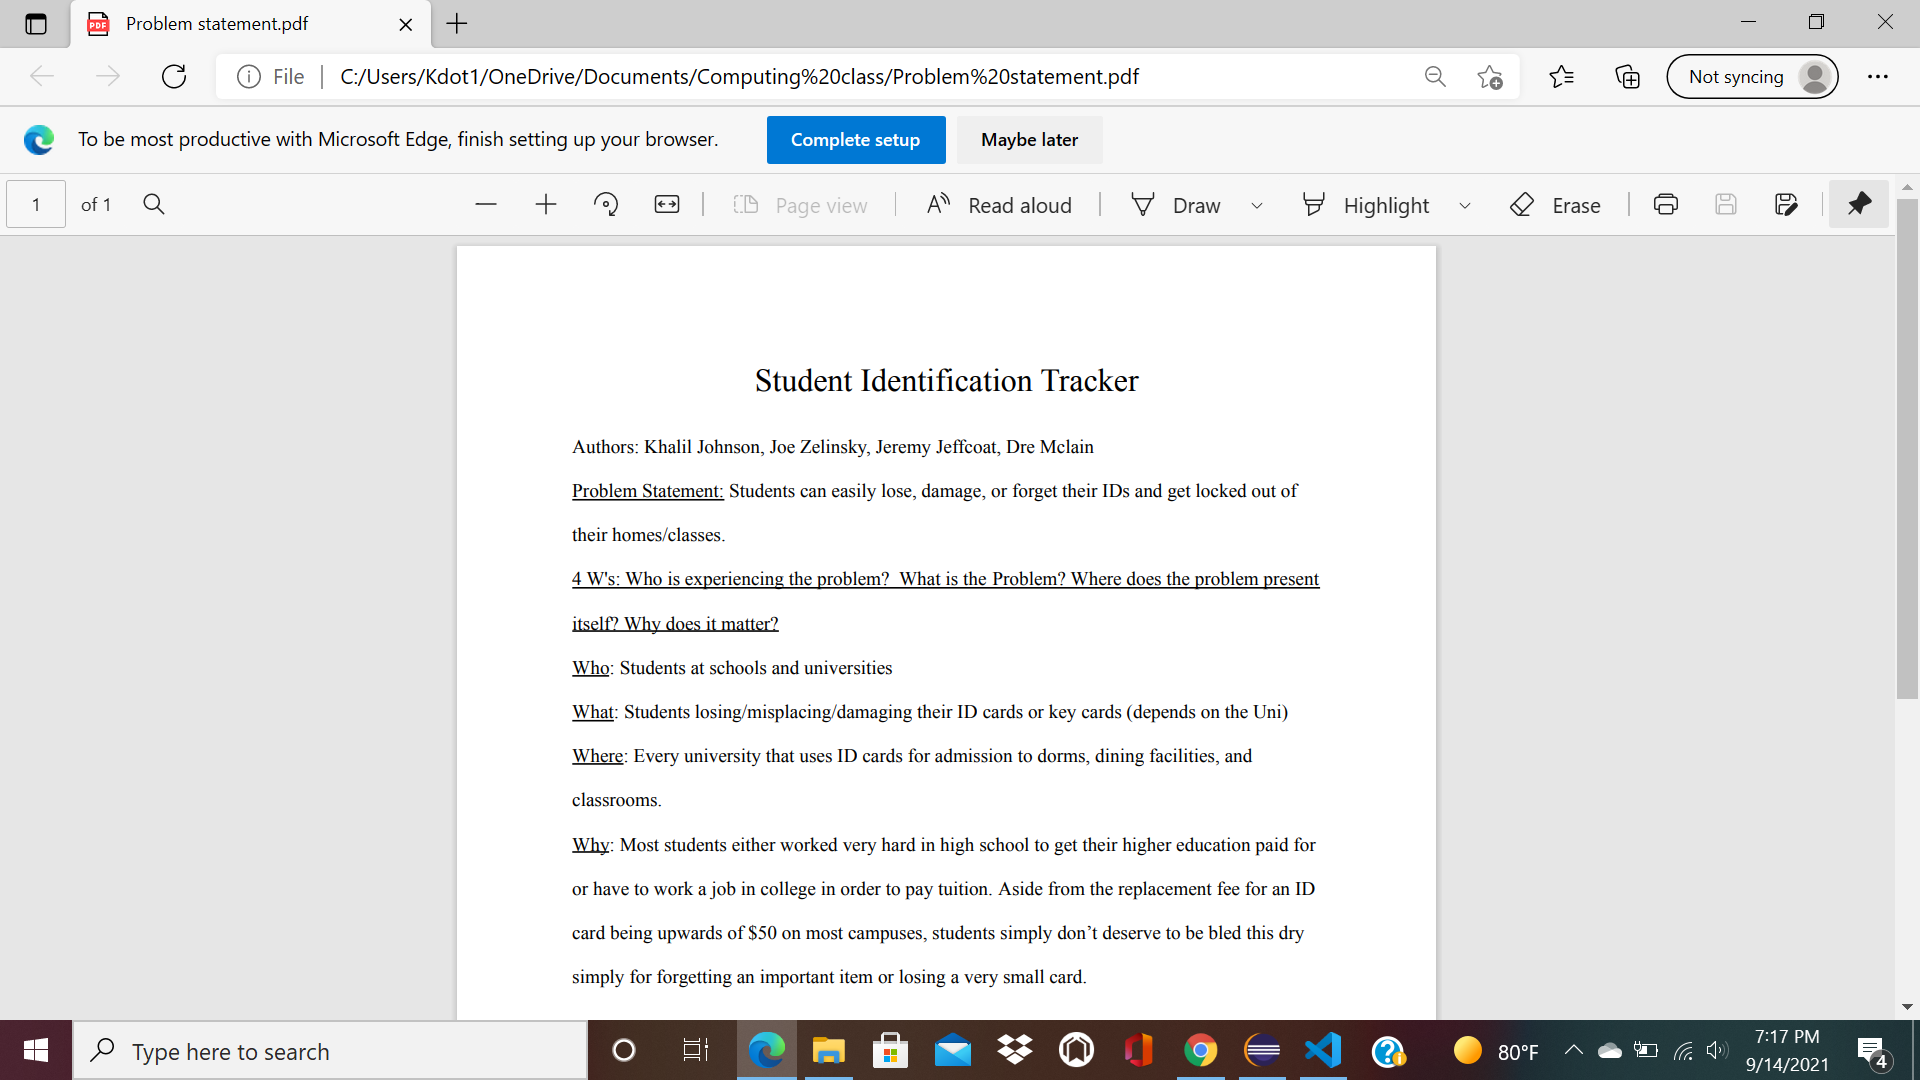 Problem statement.pdf
File
C:/Users/Kdot1/OneDrive/Documents/Computing%20class/Problem%20statement.pdf
Not syncing
To be most productive with Microsoft Edge, finish setting up your browser.
Complete setup
Maybe later
1
of 1
Page view
Read aloud
Draw
Highlight
Erase
Student Identification Tracker
Authors: Khalil Johnson, Joe Zelinsky, Jeremy Jeffcoat, Dre Mclain
Problem Statement: Students can easily lose, damage, or forget their IDs and get locked out of
their homes/classes.
4 W's: Who is experiencing the problem?  What is the Problem? Where does the problem present
itself? Why does it matter?
Who: Students at schools and universities
What: Students losing/misplacing/damaging their ID cards or key cards (depends on the Uni)
Where: Every university that uses ID cards for admission to dorms, dining facilities, and
classrooms.
Why: Most students either worked very hard in high school to get their higher education paid for
or have to work a job in college in order to pay tuition. Aside from the replacement fee for an ID
card being upwards of $50 on most campuses, students simply don’t deserve to be bled this dry
simply for forgetting an important item or losing a very small card.
Type here to search
80°F
7:17 PM
9/14/2021
4